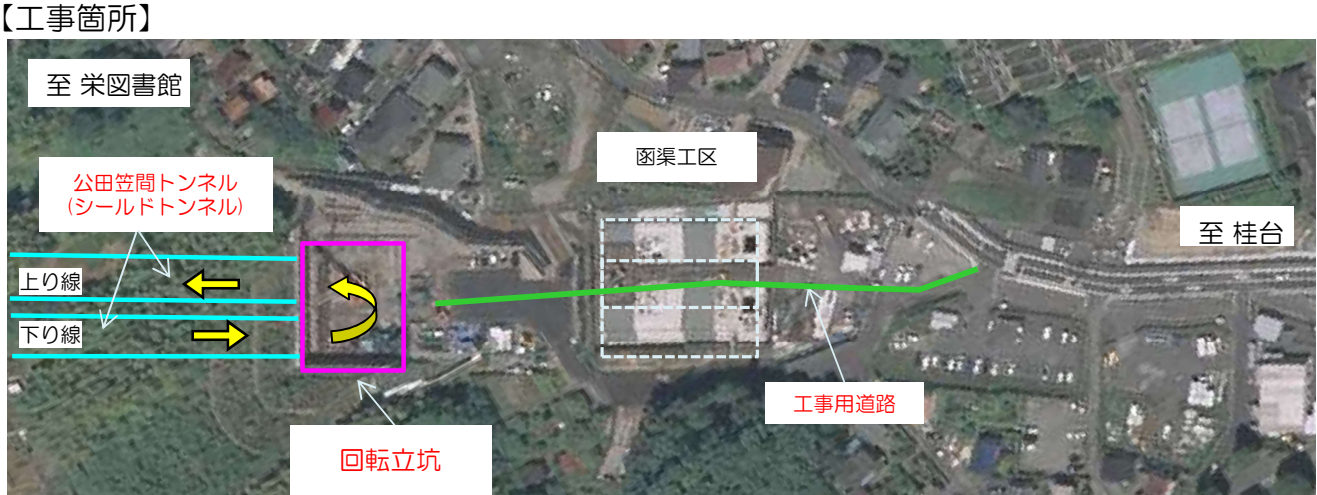 【工事箇所】
至 栄図書館
函渠工区
公田笠間トンネル
(シールドトンネル)
至 桂台
上り線
下り線
工事用道路
回転立坑